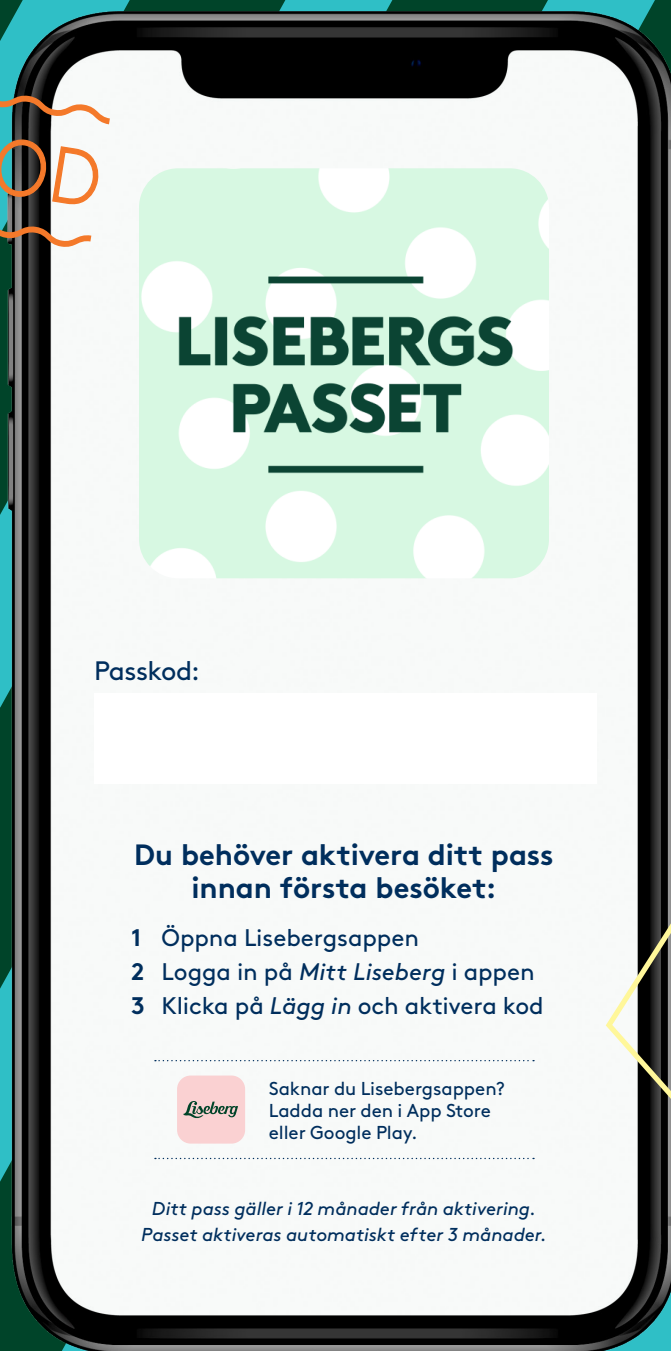 OD
LISEBERGS
PASSET
Passkod:
Du behöver aktivera ditt pass
innan första besöket:
1 Öppna Lisebergsappen
2 Logga in på Mitt Liseberg i appen
3 Klicka på Lägg in och aktivera kod
Liseberg
Saknar du Lisebergsappen?
Ladda ner den i App Store
eller Google Play.
Ditt pass gäller i 12 månader från aktivering.
Passet aktiveras automatiskt efter 3 månader.